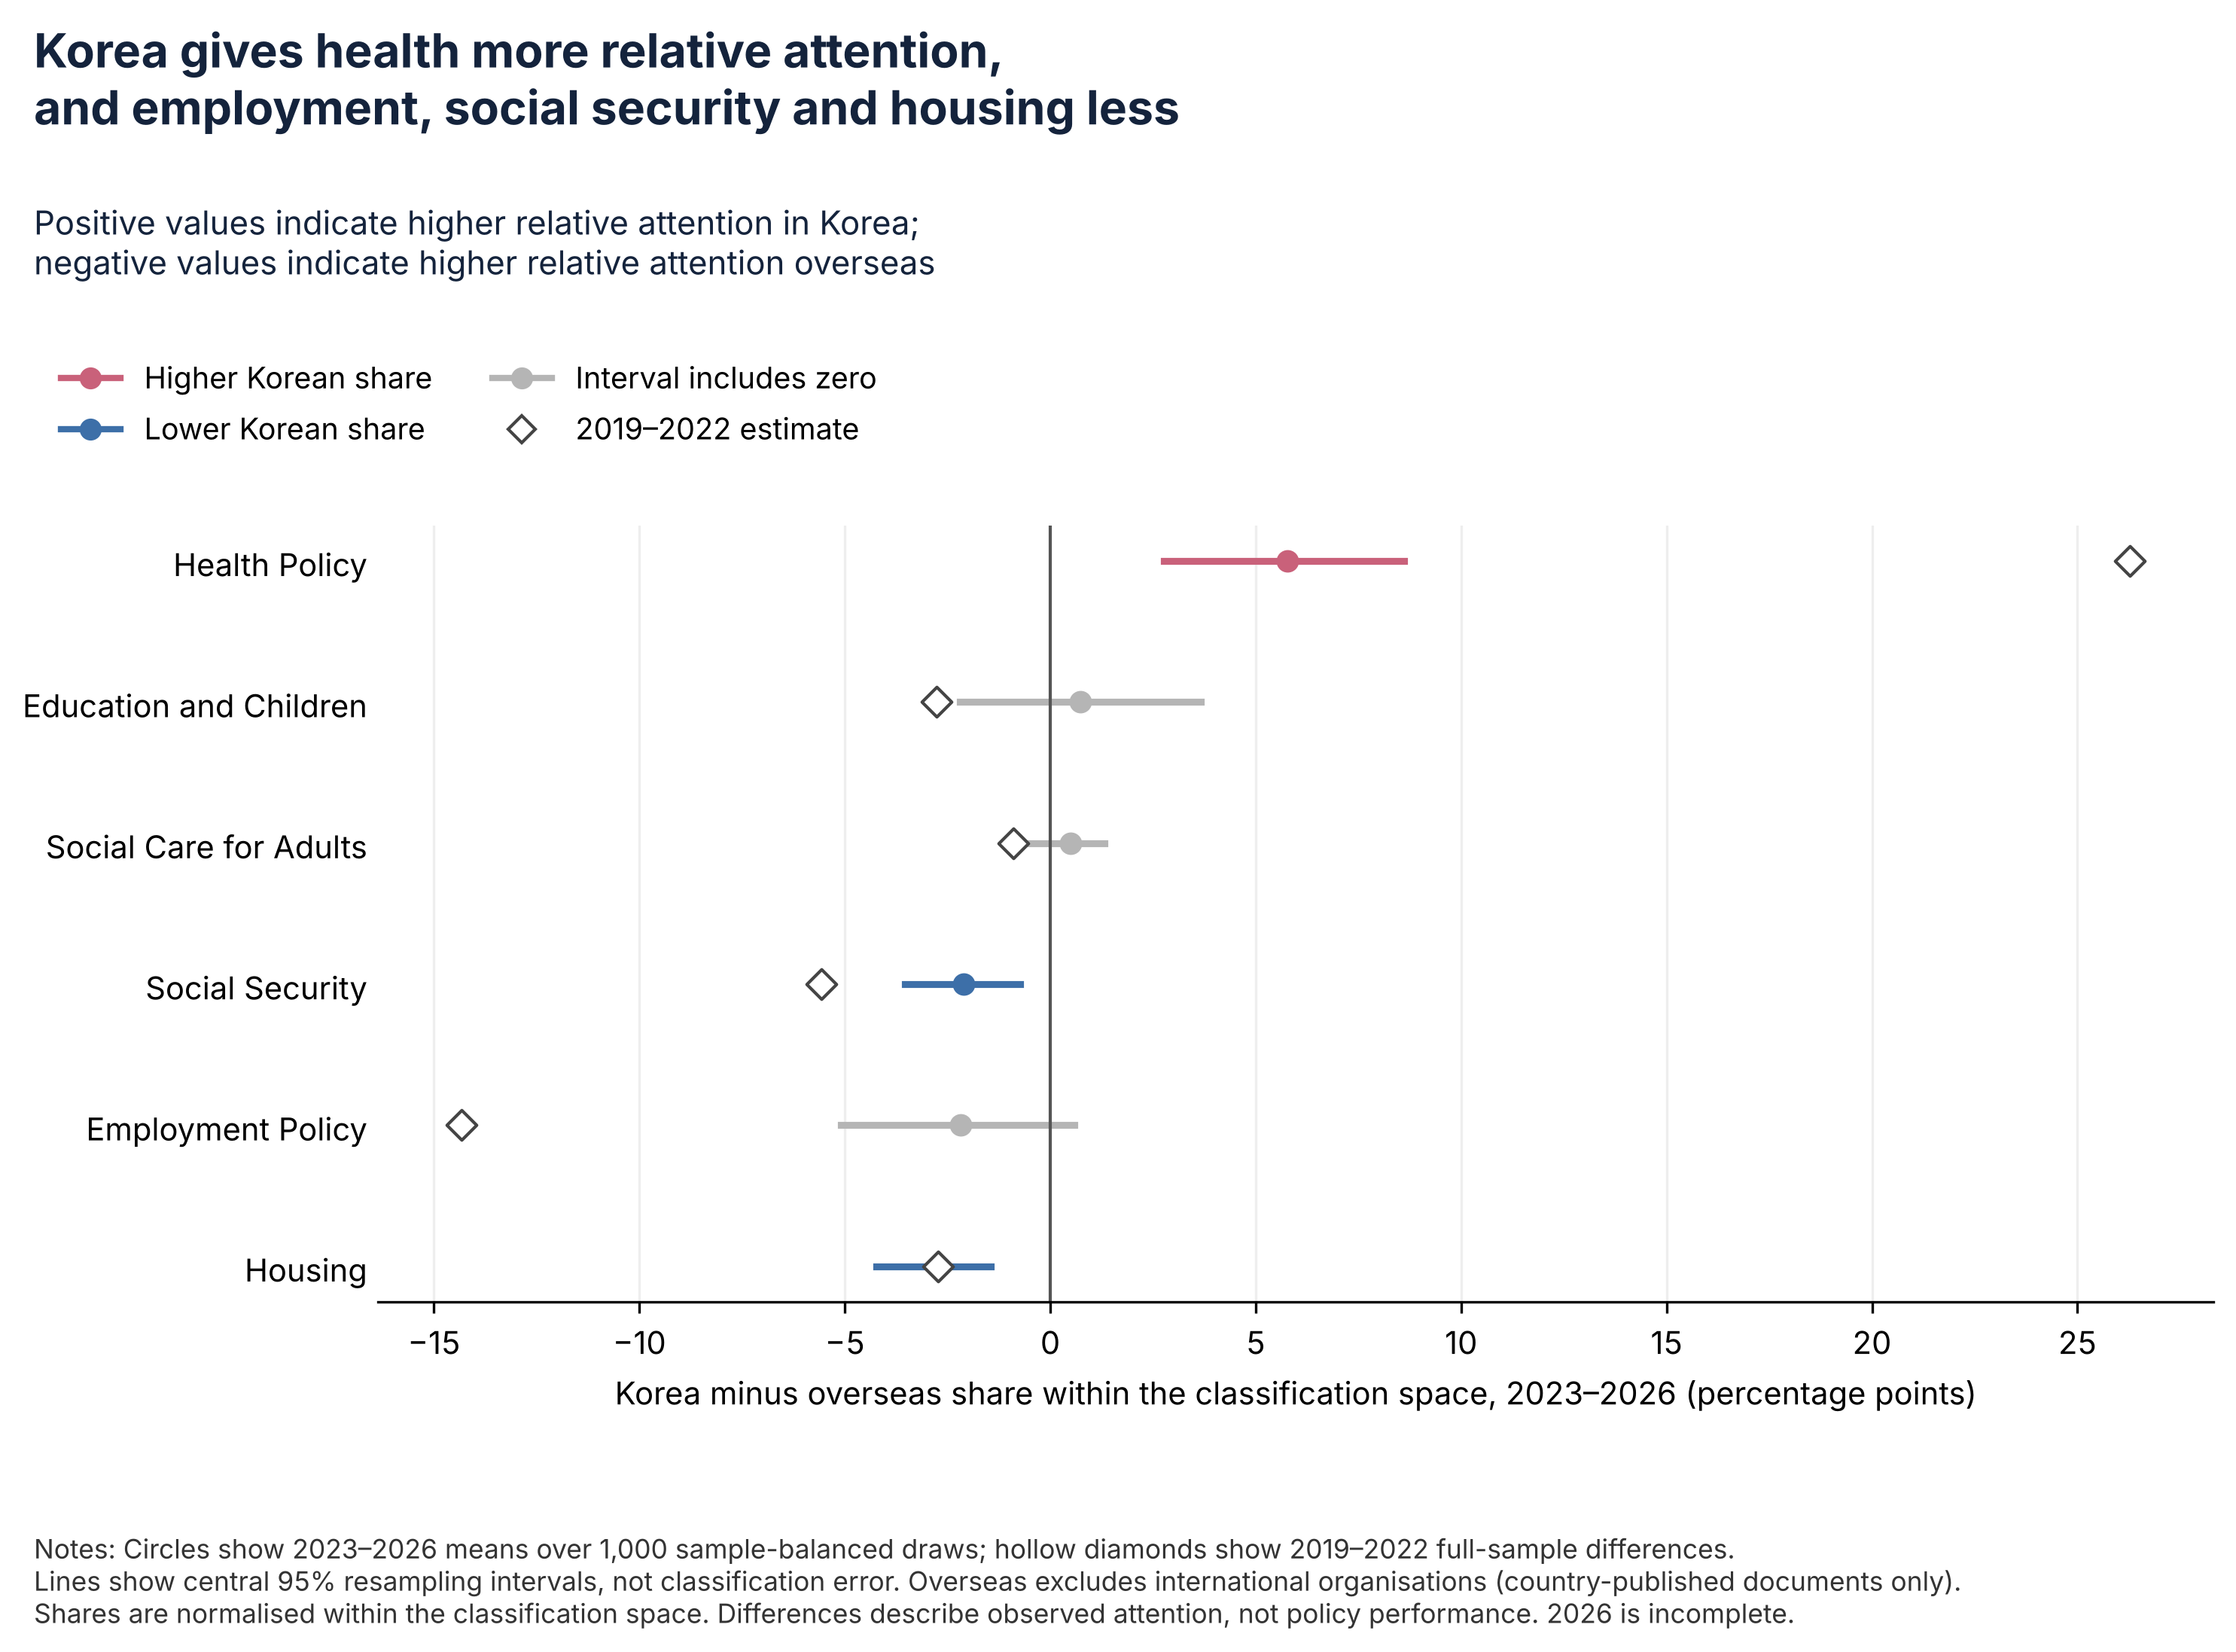 Korea gives health more relative attention,
and employment, social security and housing less
Positive values indicate higher relative attention in Korea;
negative values indicate higher relative attention overseas
Higher Korean share
Interval includes zero
Lower Korean share
2019–2022 estimate
Health Policy
Education and Children
Social Care for Adults
Social Security
Employment Policy
Housing
−15 −10 −5 0 5 10 15 20 25
Korea minus overseas share within the classification space, 2023–2026 (percentage points)
Notes: Circles show 2023–2026 means over 1,000 sample-balanced draws; hollow diamonds show 2019–2022 full-sample differences.
Lines show central 95% resampling intervals, not classification error. Overseas excludes international organisations (country-published documents only).
Shares are normalised within the classification space. Differences describe observed attention, not policy performance. 2026 is incomplete.